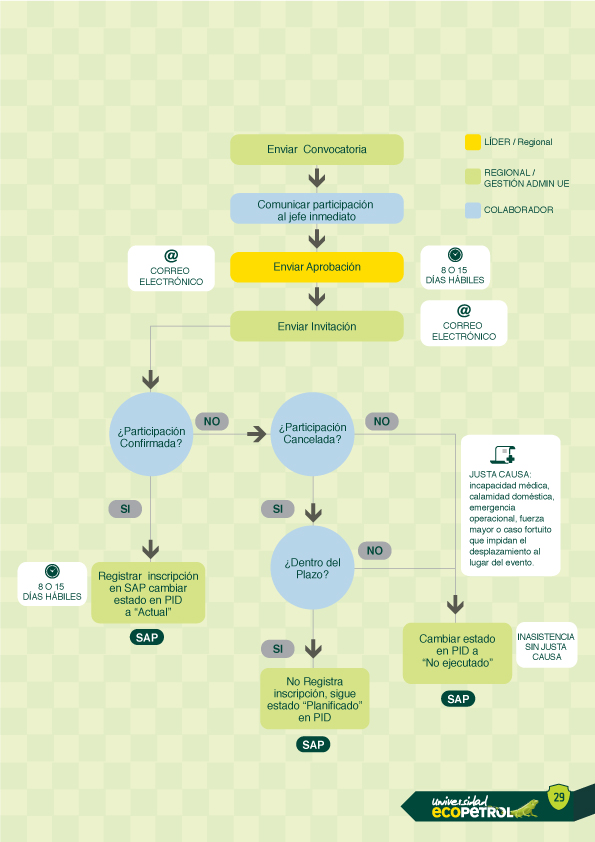 Enviar Convocatoria
LÍDER / Regional
REGIONAL /
GESTIÓN ADMIN UE
COLABORADOR
Comunicar participación
al jefe inmediato
@
CORREO
ELECTRÓNICO
Enviar Aprobación
8 O 15
DÍAS HÁBILES
Enviar Invitación
@
CORREO
ELECTRÓNICO
¿Participación
Confirmada?
NO
¿Participación
Cancelada?
NO
JUSTA CAUSA:
incapacidad médica,
calamidad doméstica,
emergencia
operacional, fuerza
mayor o caso fortuito
que impidan el
desplazamiento al
lugar del evento.
SI
SI
¿Dentro del
Plazo?
NO
8 O 15
DÍAS HÁBILES
Registrar inscripción
en SAP cambiar
estado en PID
a “Actual”
SAP
SI
Cambiar estado
en PID a
“No ejecutado”
INASISTENCIA
SIN JUSTA
CAUSA
SAP
No Registra
inscripción, sigue
estado “Planificado”
en PID
SAP
Universidad
ECOPETROL
29